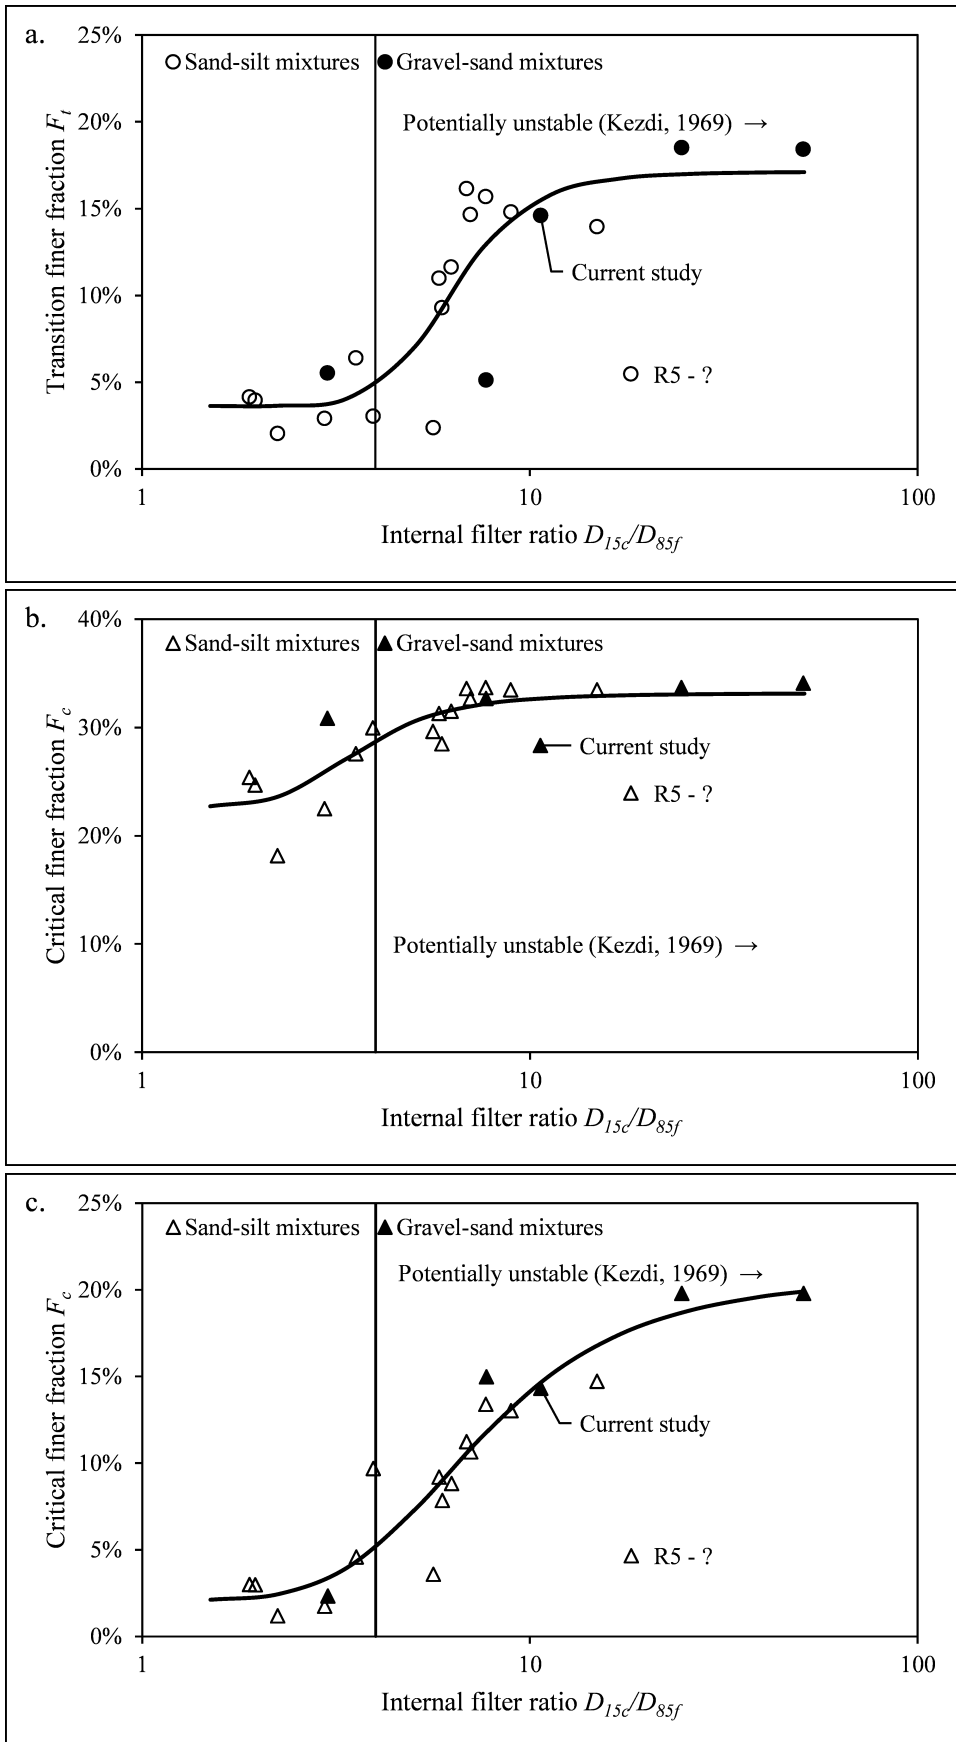 a.
25%
Sand-silt mixtures
Gravel-sand mixtures
20%
Potentially unstable (Kezdi, 1969) →
15%
Current study
10%
5%
R5 - ?
0%
Transition finer fraction Ft
1
10
100
Internal filter ratio D15c/D85f
b.
40%
Sand-silt mixtures
Gravel-sand mixtures
30%
Current study
R5 - ?
20%
10%
Potentially unstable (Kezdi, 1969) →
0%
Critical finer fraction Fc
1
10
100
Internal filter ratio D15c/D85f
c.
25%
Sand-silt mixtures
Gravel-sand mixtures
Potentially unstable (Kezdi, 1969) →
20%
15%
Current study
10%
5%
R5 - ?
0%
Critical finer fraction Fc
1
10
100
Internal filter ratio D15c/D85f